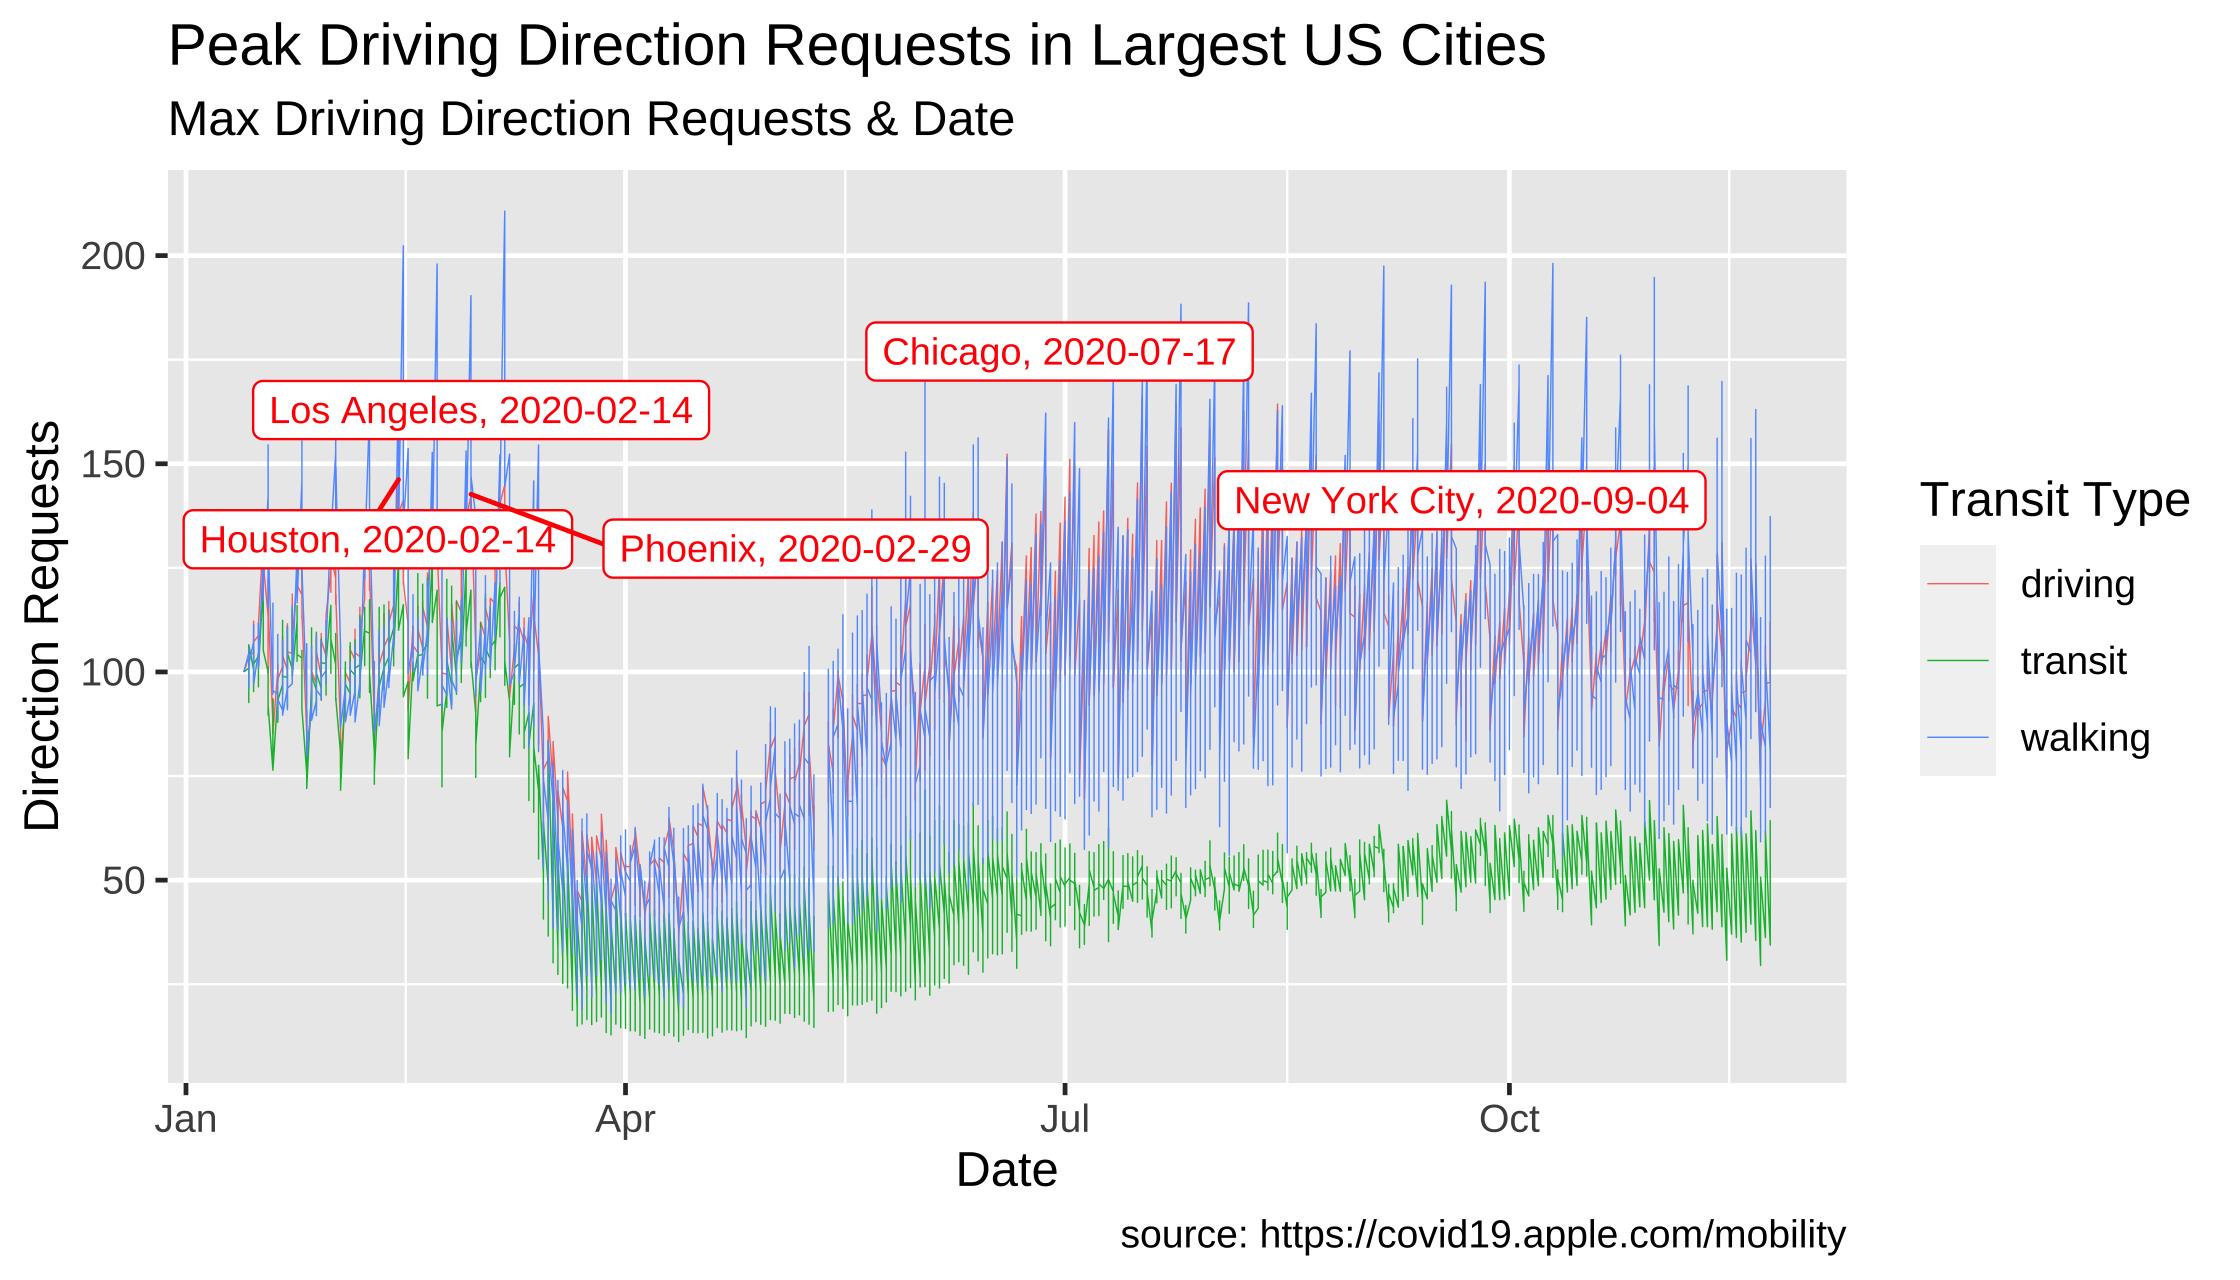 Peak Driving Direction Requests in Largest US Cities
Max Driving Direction Requests & Date
Direction Requests
200
150
100
50
Chicago, 2020-07-17
Los Angeles, 2020-02-14
New York City, 2020-09-04
Houston, 2020-02-14
Phoenix, 2020-02-29
Jan
Apr
Jul
Oct
Date
Transit Type
driving
transit
walking
source: https://covid19.apple.com/mobility